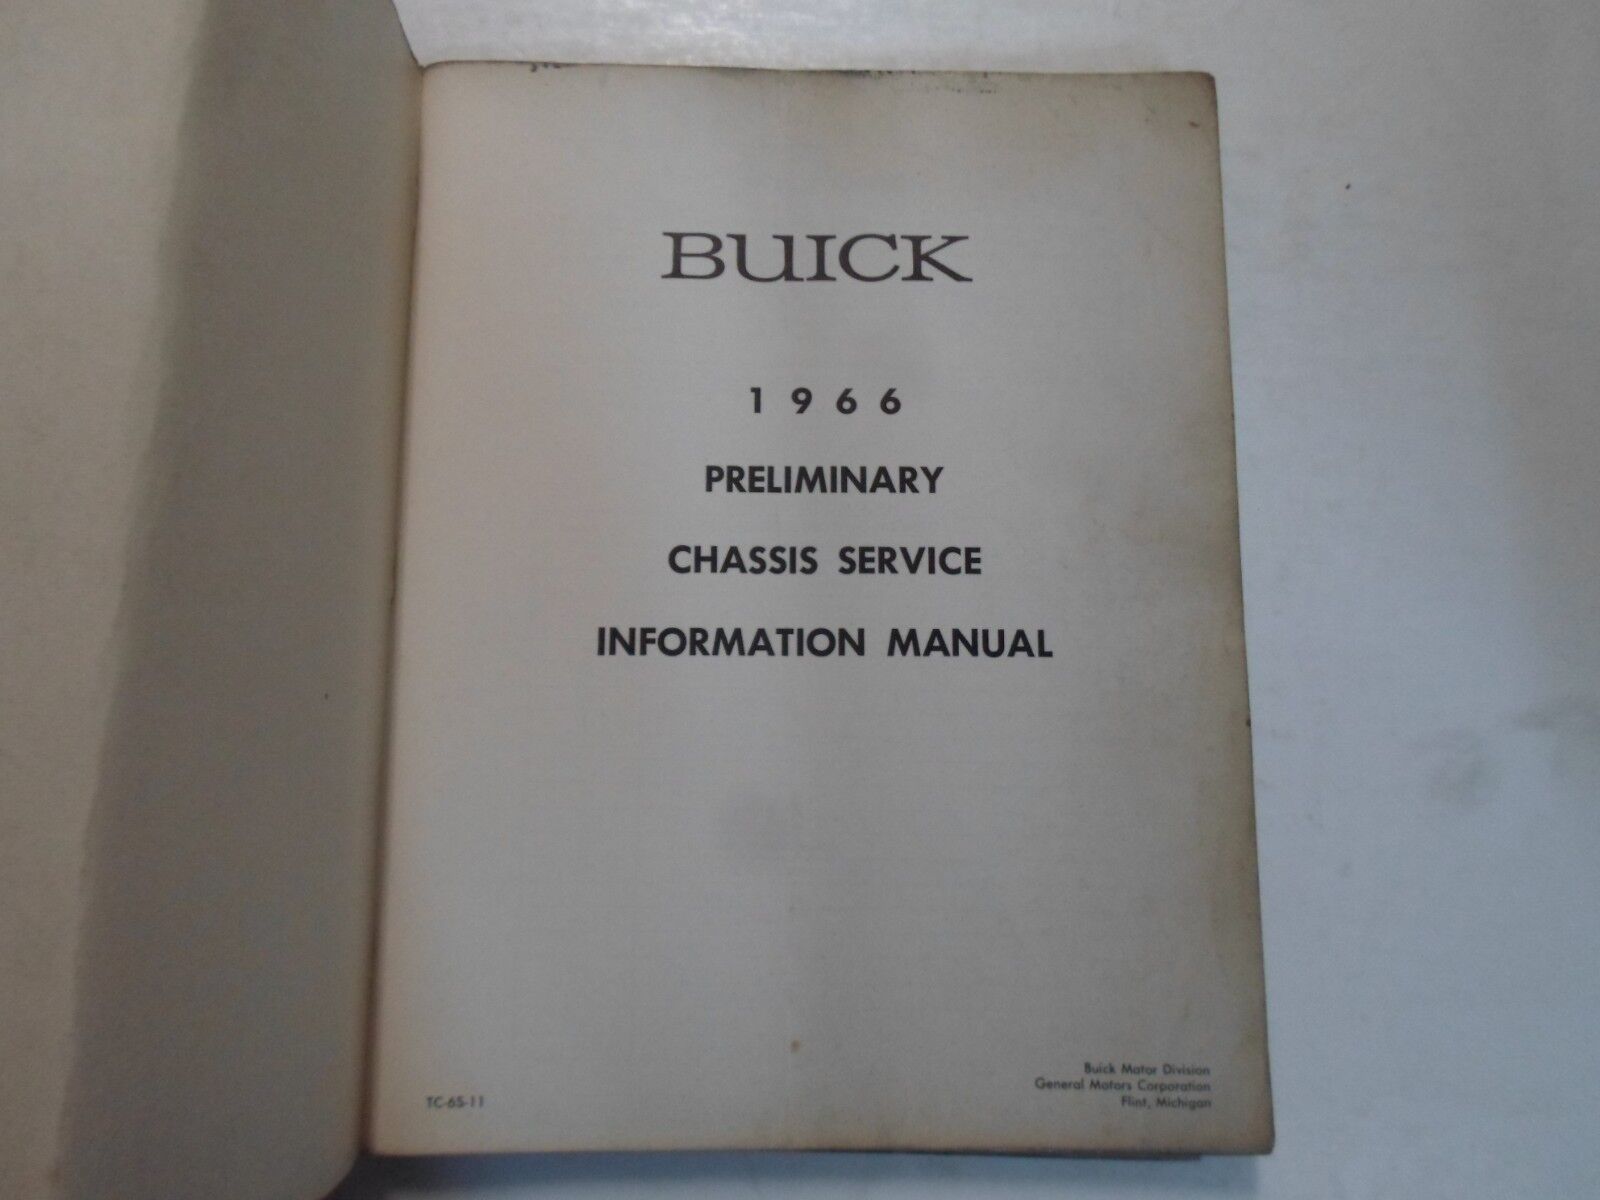 BUICK
1966
PRELIMINARY
CHASSIS SERVICE
INFORMATION MANUAL
Buick Motor Division
General Motors Corporation
Flint, Michigan
TC-65-11